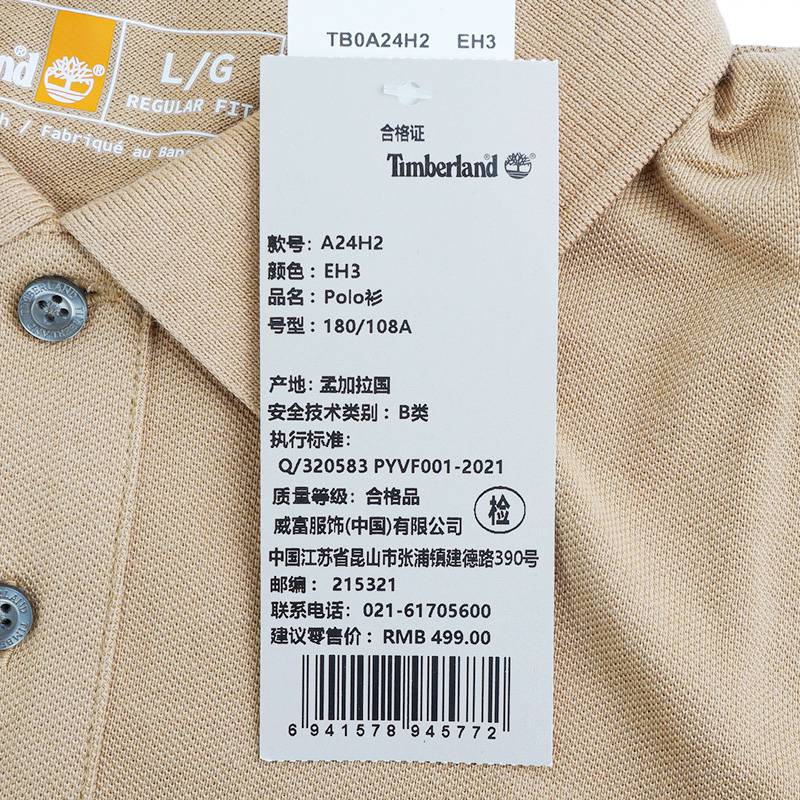 TB0A24H2 EH3
合格证
Timberland®
款号: A24H2
颜色: EH3
品名: Polo衫
号型: 180/108A
产地: 孟加拉国
安全技术类别: B类
执行标准:
Q/320583 PYVF001-2021
质量等级: 合格品
检
威富服饰(中国)有限公司
中国江苏省昆山市张浦镇建德路390号
邮编: 215321
联系电话: 021-61705600
建议零售价: RMB 499.00
6 941578 945772
nd®
L/G
REGULAR FIT
h / Fabriqué au Ban